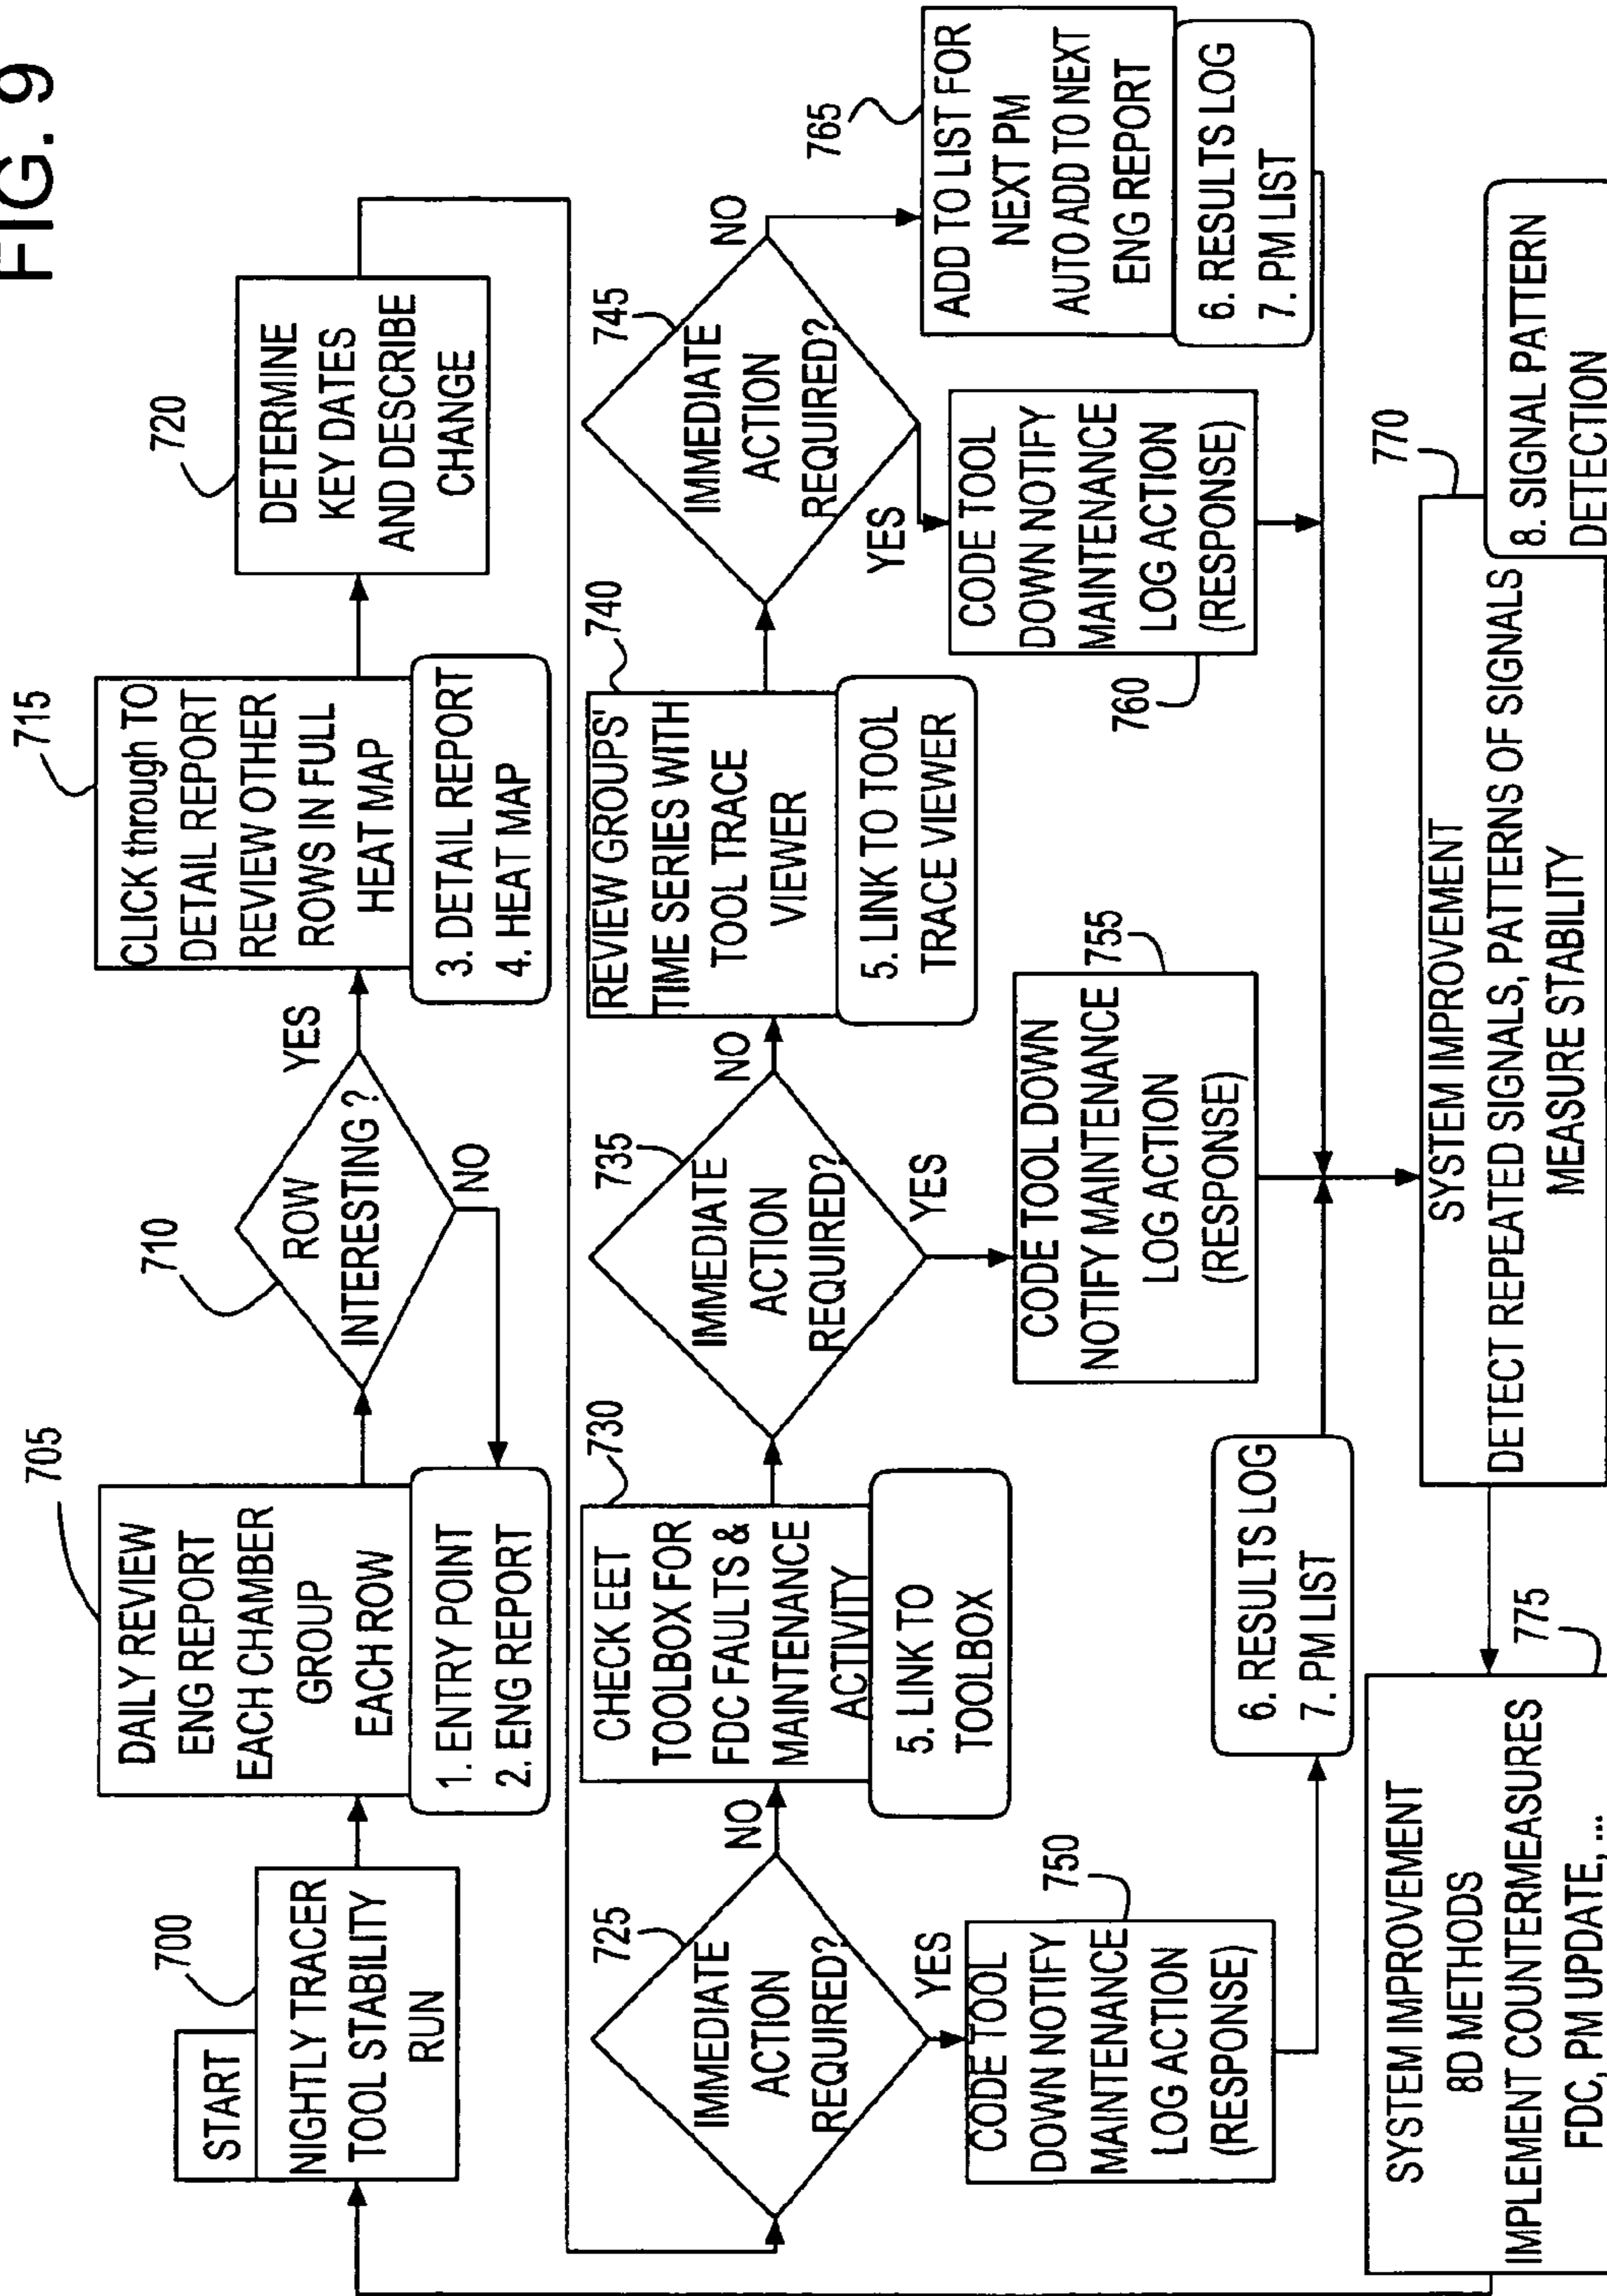 FIG. 9
700
START
NIGHTLY TRACER
TOOL STABILITY
RUN
705
DAILY REVIEW
ENG REPORT
EACH CHAMBER
GROUP
EACH ROW
1. ENTRY POINT
2. ENG REPORT
710
ROW
INTERESTING ?
YES
NO
715
CLICK through TO
DETAIL REPORT
REVIEW OTHER
ROWS IN FULL
HEAT MAP
3. DETAIL REPORT
4. HEAT MAP
720
DETERMINE
KEY DATES
AND DESCRIBE
CHANGE
725
IMMEDIATE
ACTION
REQUIRED?
NO
YES
730
CHECK EET
TOOLBOX FOR
FDC FAULTS &
MAINTENANCE
ACTIVITY
5. LINK TO
TOOLBOX
735
IMMEDIATE
ACTION
REQUIRED?
NO
YES
740
REVIEW GROUPS'
TIME SERIES WITH
TOOL TRACE
VIEWER
5. LINK TO TOOL
TRACE VIEWER
745
IMMEDIATE
ACTION
REQUIRED?
NO
YES
750
CODE TOOL
DOWN NOTIFY
MAINTENANCE
LOG ACTION
(RESPONSE)
6. RESULTS LOG
7. PM LIST
755
CODE TOOL DOWN
NOTIFY MAINTENANCE
LOG ACTION
(RESPONSE)
760
CODE TOOL
DOWN NOTIFY
MAINTENANCE
LOG ACTION
(RESPONSE)
765
ADD TO LIST FOR
NEXT PM
AUTO ADD TO NEXT
ENG REPORT
6. RESULTS LOG
7. PM LIST
770
SYSTEM IMPROVEMENT
DETECT REPEATED SIGNALS, PATTERNS OF SIGNALS
MEASURE STABILITY
8. SIGNAL PATTERN
DETECTION
775
SYSTEM IMPROVEMENT
8D METHODS
IMPLEMENT COUNTERMEASURES
FDC, PM UPDATE, ...